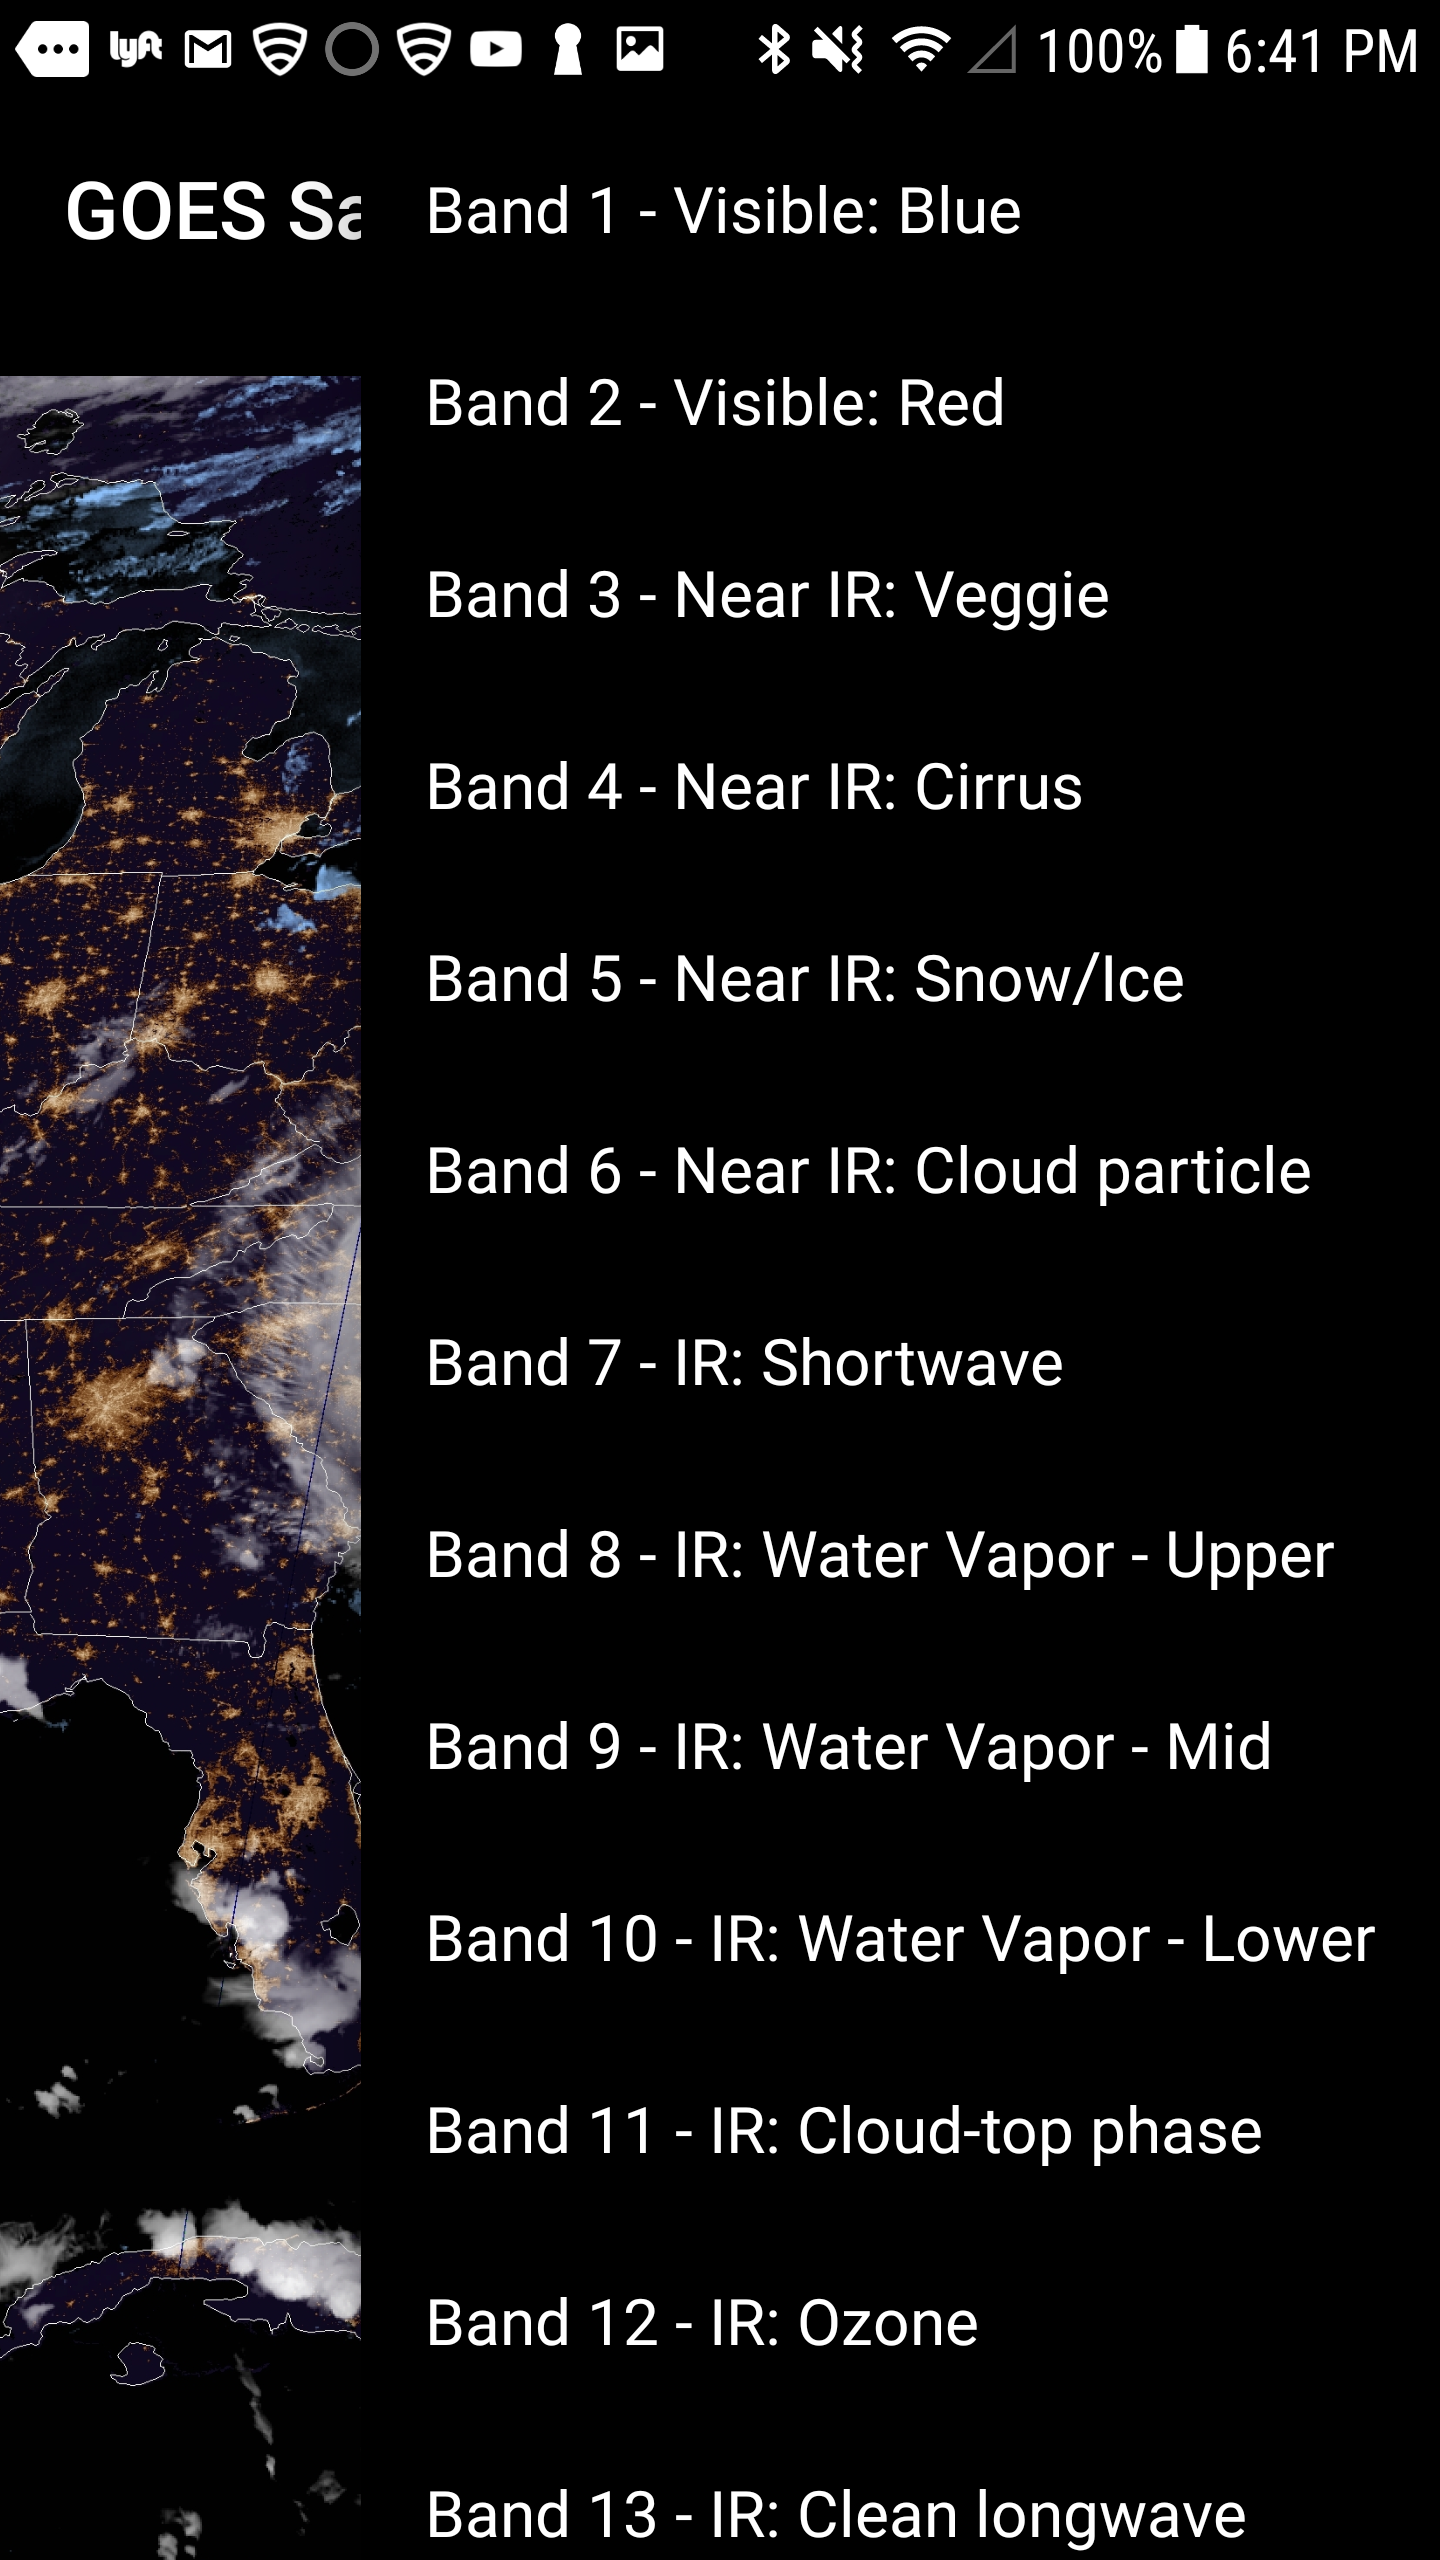 lyft 100% 6:41 PM
GOES Sa
Band 1 - Visible: Blue
Band 2 - Visible: Red
Band 3 - Near IR: Veggie
Band 4 - Near IR: Cirrus
Band 5 - Near IR: Snow/Ice
Band 6 - Near IR: Cloud particle
Band 7 - IR: Shortwave
Band 8 - IR: Water Vapor - Upper
Band 9 - IR: Water Vapor - Mid
Band 10 - IR: Water Vapor - Lower
Band 11 - IR: Cloud-top phase
Band 12 - IR: Ozone
Band 13 - IR: Clean longwave